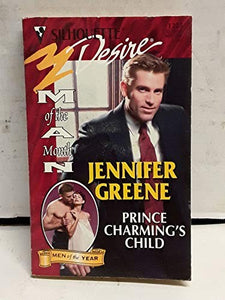 SILHOUETTE
Desire
MAN
of the
Month
JENNIFER
GREENE
PRINCE
CHARMING'S
CHILD
MEN of the YEAR